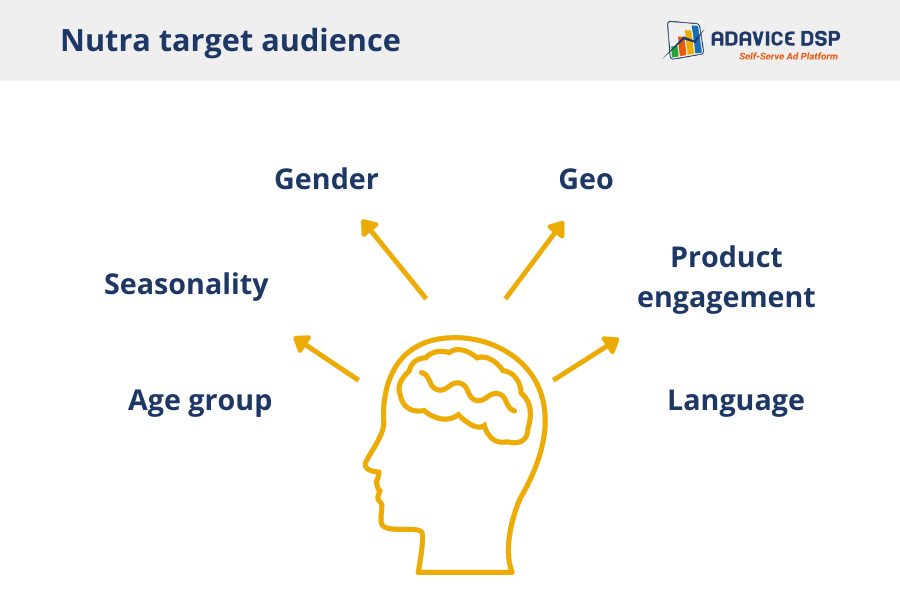 Nutra target audience
ADAVICE DSP
Self-Serve Ad Platform
Gender
Geo
Seasonality
Product
engagement
Age group
Language